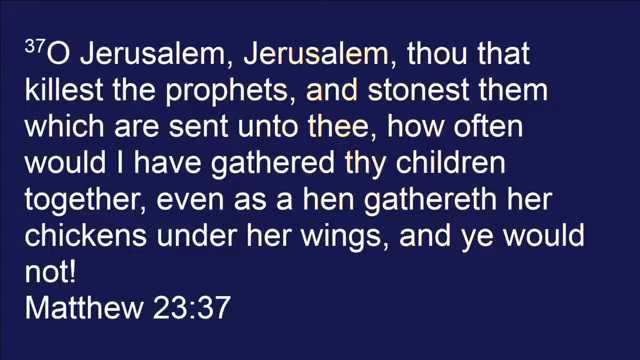 37O Jerusalem, Jerusalem, thou that
killest the prophets, and stonest them
which are sent unto thee, how often
would I have gathered thy children
together, even as a hen gathereth her
chickens under her wings, and ye would
not!
Matthew 23:37